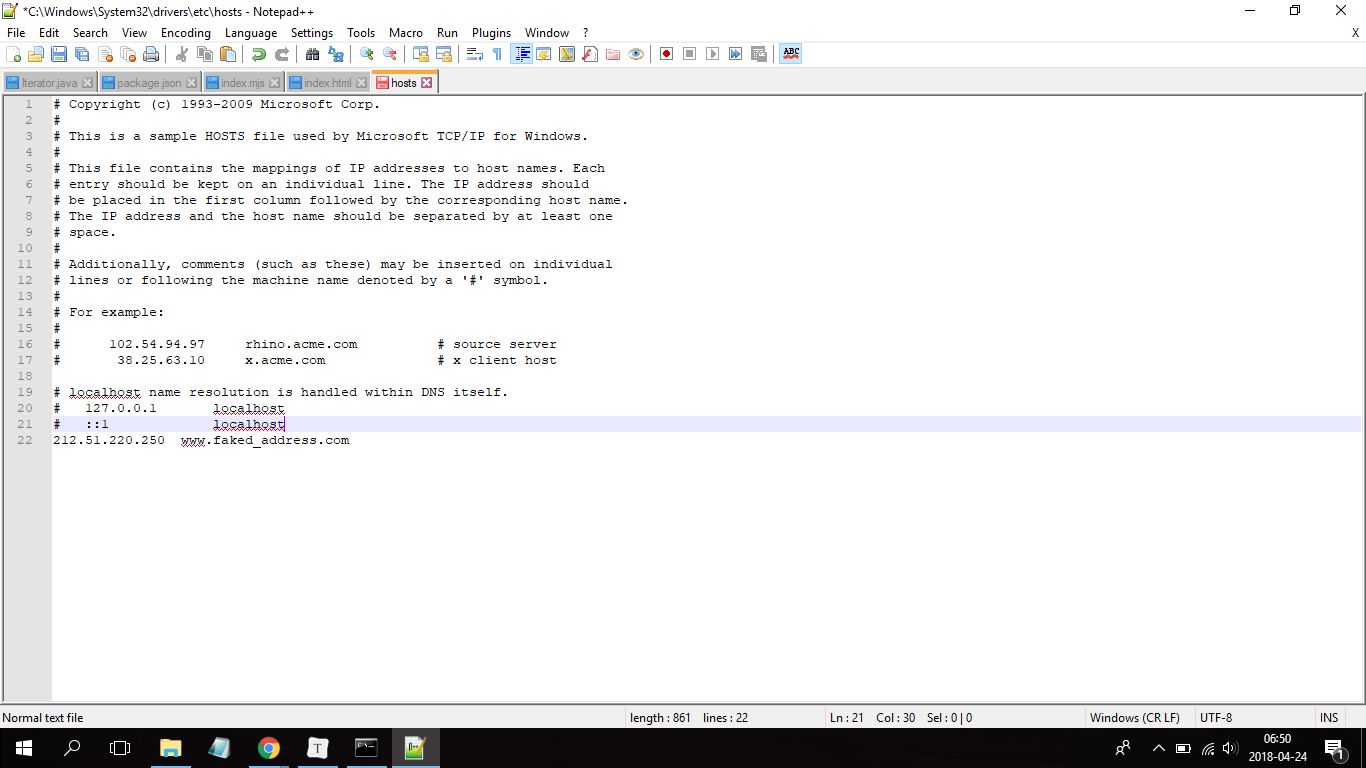 *C:\Windows\System32\drivers\etc\hosts - Notepad++
File Edit Search View Encoding Language Settings Tools Macro Run Plugins Window ? X
ABC
Iterator.java package.json index.mjs index.html hosts
1 # Copyright (c) 1993-2009 Microsoft Corp.
2 #
3 # This is a sample HOSTS file used by Microsoft TCP/IP for Windows.
4 #
5 # This file contains the mappings of IP addresses to host names. Each
6 # entry should be kept on an individual line. The IP address should
7 # be placed in the first column followed by the corresponding host name.
8 # The IP address and the host name should be separated by at least one
9 # space.
10 #
11 # Additionally, comments (such as these) may be inserted on individual
12 # lines or following the machine name denoted by a '#' symbol.
13 #
14 # For example:
15 #
16 #      102.54.94.97     rhino.acme.com          # source server
17 #       38.25.63.10     x.acme.com              # x client host
18
19 # localhost name resolution is handled within DNS itself.
20 #   127.0.0.1       localhost
21 #   ::1             localhost
22 212.51.220.250  www.faked_address.com
Normal text file length : 861 lines : 22 Ln : 21 Col : 30 Sel : 0 | 0 Windows (CR LF) UTF-8 INS
T 06:50
2018-04-24 1